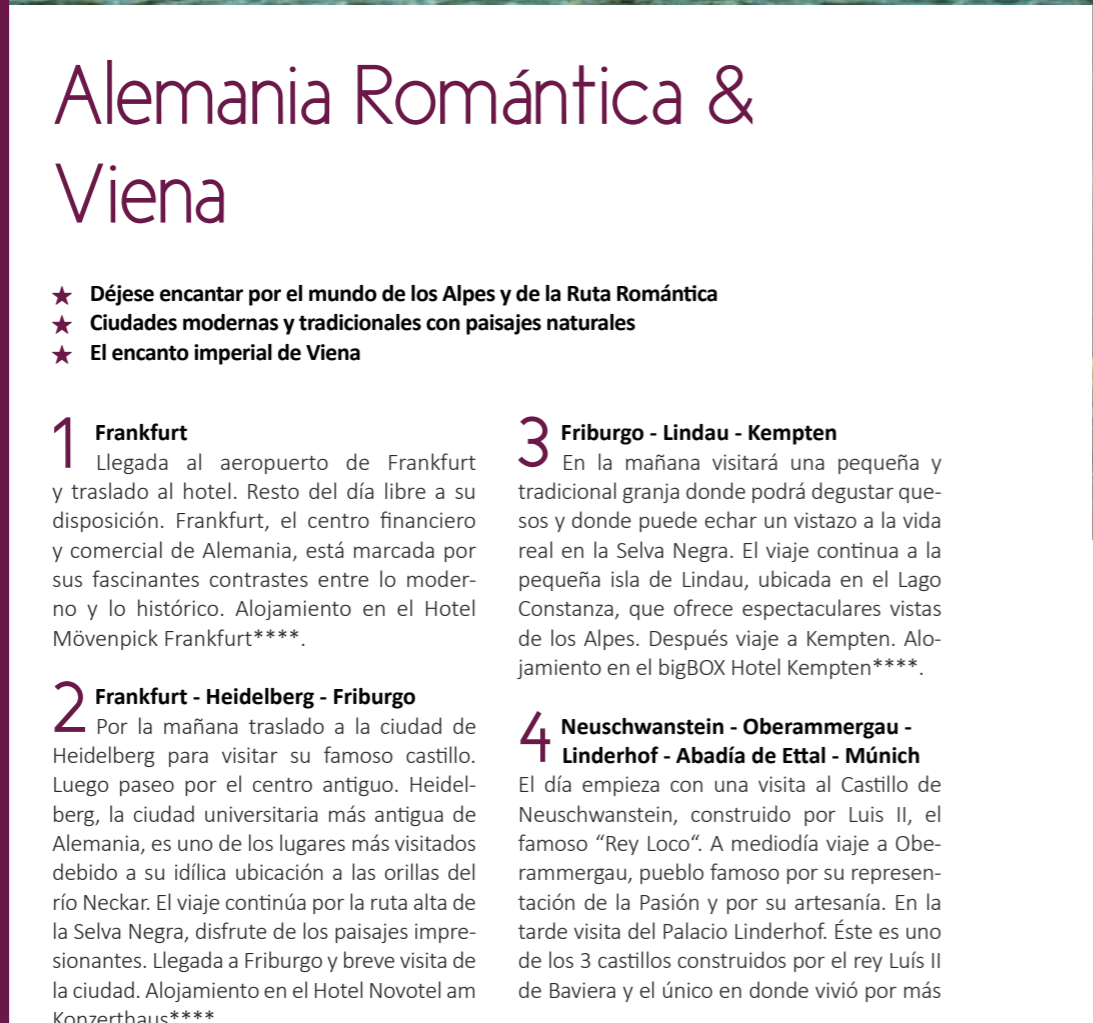 Alemania Romántica &
Viena
★ Déjese encantar por el mundo de los Alpes y de la Ruta Romántica
★ Ciudades modernas y tradicionales con paisajes naturales
★ El encanto imperial de Viena
1 Frankfurt
Llegada al aeropuerto de Frankfurt
y traslado al hotel. Resto del día libre a su
disposición. Frankfurt, el centro financiero
y comercial de Alemania, está marcada por
sus fascinantes contrastes entre lo moder-
no y lo histórico. Alojamiento en el Hotel
Mövenpick Frankfurt****.
2 Frankfurt - Heidelberg - Friburgo
Por la mañana traslado a la ciudad de
Heidelberg para visitar su famoso castillo.
Luego paseo por el centro antiguo. Heidel-
berg, la ciudad universitaria más antigua de
Alemania, es uno de los lugares más visitados
debido a su idílica ubicación a las orillas del
río Neckar. El viaje continúa por la ruta alta de
la Selva Negra, disfrute de los paisajes impre-
sionantes. Llegada a Friburgo y breve visita de
la ciudad. Alojamiento en el Hotel Novotel am
Konzerthaus****
3 Friburgo - Lindau - Kempten
En la mañana visitará una pequeña y
tradicional granja donde podrá degustar que-
sos y donde puede echar un vistazo a la vida
real en la Selva Negra. El viaje continua a la
pequeña isla de Lindau, ubicada en el Lago
Constanza, que ofrece espectaculares vistas
de los Alpes. Después viaje a Kempten. Alo-
jamiento en el bigBOX Hotel Kempten****.
4 Neuschwanstein - Oberammergau -
Linderhof - Abadía de Ettal - Múnich
El día empieza con una visita al Castillo de
Neuschwanstein, construido por Luis II, el
famoso “Rey Loco“. A mediodía viaje a Obe-
rammergau, pueblo famoso por su represen-
tación de la Pasión y por su artesanía. En la
tarde visita del Palacio Linderhof. Éste es uno
de los 3 castillos construidos por el rey Luís II
de Baviera y el único en donde vivió por más